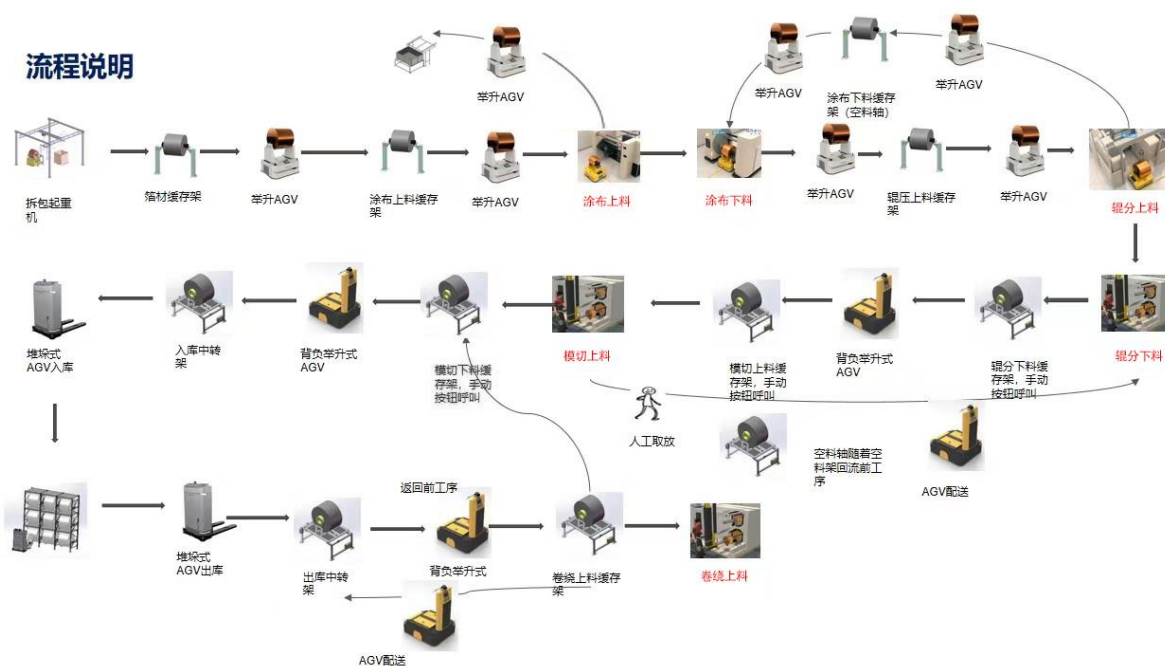 流程说明
举升AGV
举升AGV
涂布下料缓存
架（空料轴）
举升AGV
拆包起重
机
箔材缓存架
举升AGV
涂布上料缓存
架
举升AGV
涂布上料
涂布下料
举升AGV
辊压上料缓存
架
举升AGV
辊分上料
堆垛式
AGV入库
入库中转
架
背负举升式
AGV
模切下料缓
存架，手动
按钮呼叫
模切上料
模切上料缓
存架，手动
按钮呼叫
背负举升式
AGV
辊分下料缓
存架，手动
按钮呼叫
辊分下料
人工取放
空料轴随着空
料架回流前工
序
AGV配送
堆垛式
AGV出库
出库中转
架
返回前工序
背负举升式
卷绕上料缓存
架
卷绕上料
AGV配送